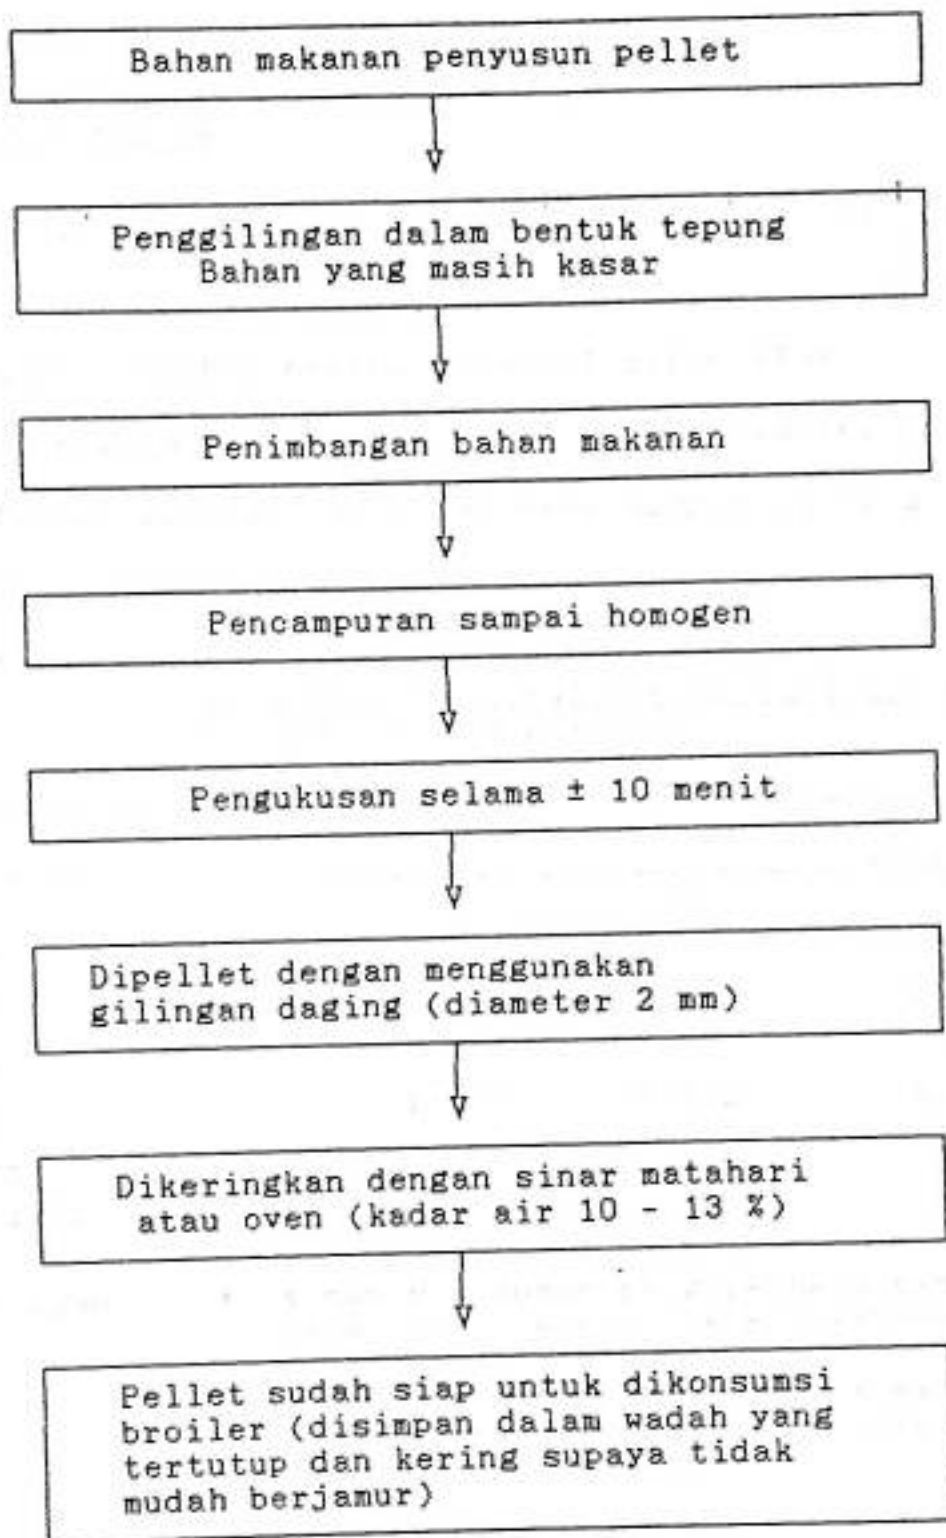 Bahan makanan penyusun pellet
Penggilingan dalam bentuk tepung
Bahan yang masih kasar
Penimbangan bahan makanan
Pencampuran sampai homogen
Pengukusan selama ± 10 menit
Dipellet dengan menggunakan
gilingan daging (diameter 2 mm)
Dikeringkan dengan sinar matahari
atau oven (kadar air 10 - 13 %)
Pellet sudah siap untuk dikonsumsi
broiler (disimpan dalam wadah yang
tertutup dan kering supaya tidak
mudah berjamur)